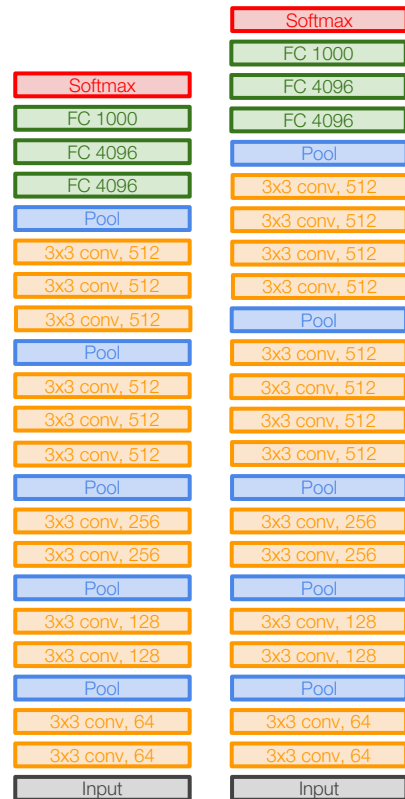 Softmax
FC 1000
FC 4096
FC 4096
Pool
3x3 conv, 512
3x3 conv, 512
3x3 conv, 512
Pool
3x3 conv, 512
3x3 conv, 512
3x3 conv, 512
Pool
3x3 conv, 256
3x3 conv, 256
Pool
3x3 conv, 128
3x3 conv, 128
Pool
3x3 conv, 64
3x3 conv, 64
Input
Softmax
FC 1000
FC 4096
FC 4096
Pool
3x3 conv, 512
3x3 conv, 512
3x3 conv, 512
3x3 conv, 512
Pool
3x3 conv, 512
3x3 conv, 512
3x3 conv, 512
3x3 conv, 512
Pool
3x3 conv, 256
3x3 conv, 256
Pool
3x3 conv, 128
3x3 conv, 128
Pool
3x3 conv, 64
3x3 conv, 64
Input